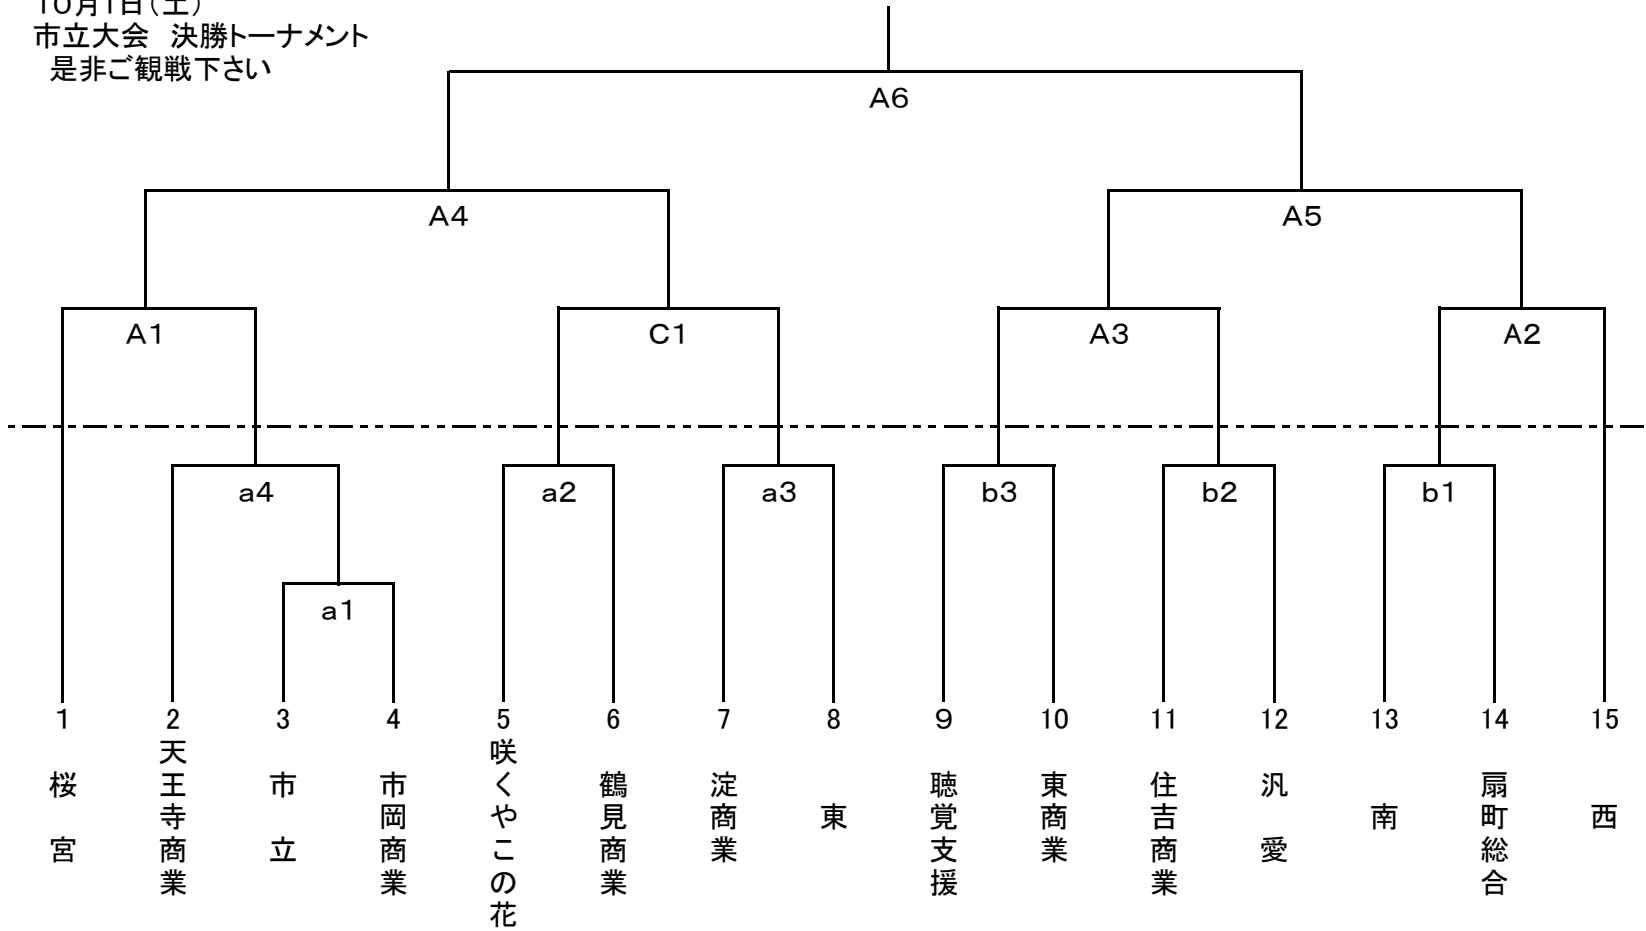 10月1日(土)
市立大会　決勝トーナメント
是非ご観戦下さい
A6
A4
A5
A1
C1
A3
A2
a4
a2
a3
b3
b2
b1
a1
1
2
3
4
5
6
7
8
9
10
11
12
13
14
15
桜宮
天王寺商業
市立
市岡商業
咲くやこの花
鶴見商業
淀商業
東
聴覚支援
東商業
住吉商業
汎愛
南
扇町総合
西